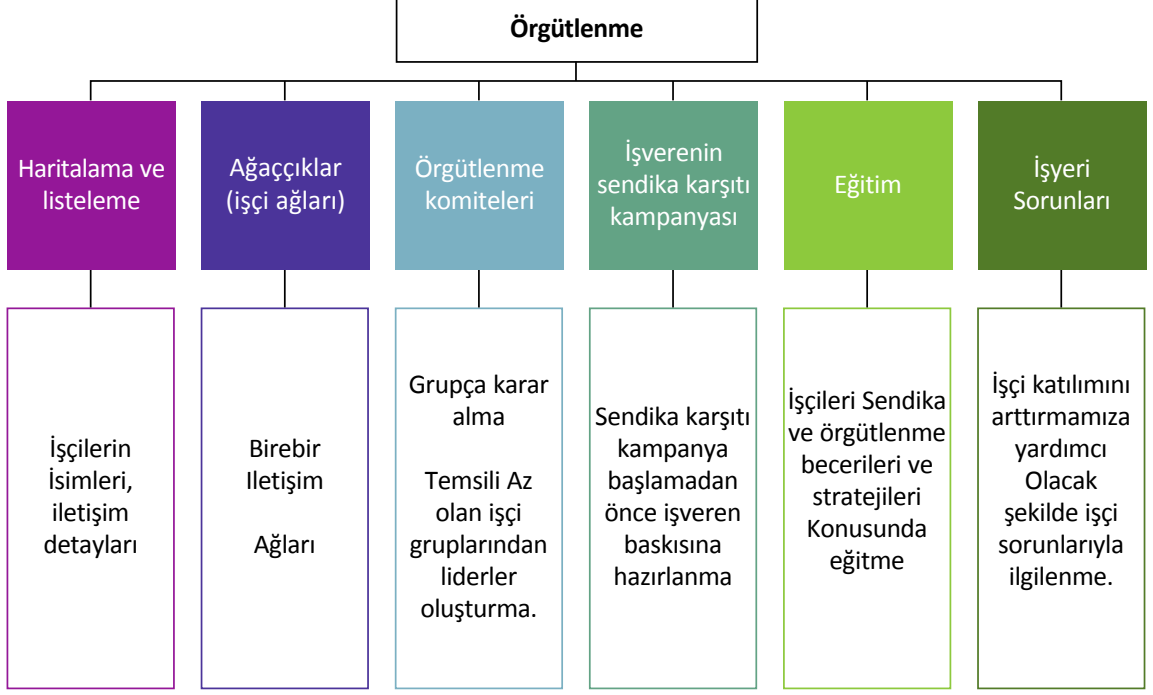 Örgütlenme
Haritalama ve
listeleme
Ağaççıklar
(işçi ağları)
Örgütlenme
komiteleri
İşverenin
sendika karşıtı
kampanyası
Eğitim
İşyeri
Sorunları
İşçilerin
İsimleri,
iletişim
detayları
Birebir
Iletişim
Ağları
Grupça karar
alma
Temsili Az
olan işçi
gruplarından
liderler
oluşturma.
Sendika karşıtı
kampanya
başlamadan
önce işveren
baskısına
hazırlanma
İşçileri Sendika
ve örgütlenme
becerileri ve
stratejileri
Konusunda
eğitme
İşçi katılımını
arttırmamıza
yardımcı
Olacak
şekilde işçi
sorunlarıyla
ilgilenme.